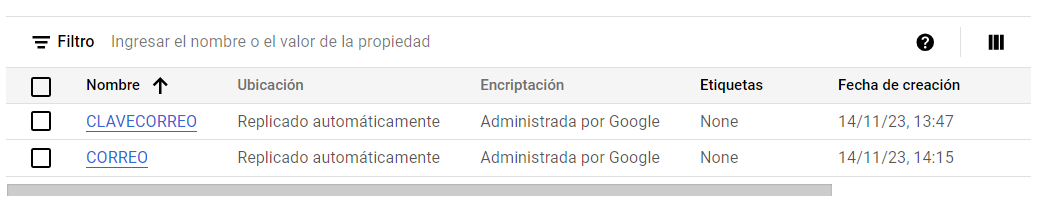 Filtro Ingresar el nombre o el valor de la propiedad
Nombre Ubicación Encriptación Etiquetas Fecha de creación
CLAVECORREO Replicado automáticamente Administrada por Google None 14/11/23, 13:47
CORREO Replicado automáticamente Administrada por Google None 14/11/23, 14:15